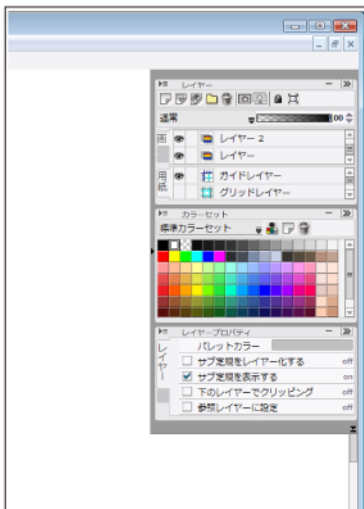 レイヤー
通常
00
画
レイヤー 2
レイヤー
用紙
ガイドレイヤー
グリッドレイヤー
カラーセット
標準カラーセット
レイヤープロパティ
レイヤー
パレットカラー
サブ定規をレイヤー化する off
サブ定規を表示する on
下のレイヤーでクリッピング off
参照レイヤーに設定 off